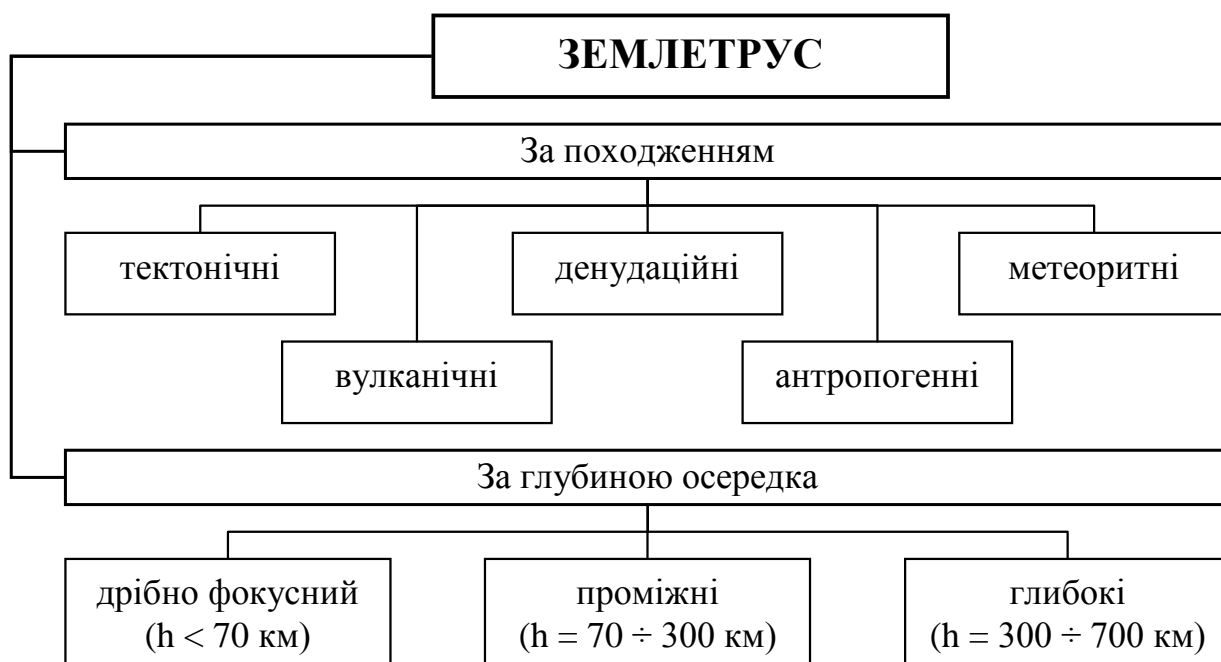 ЗЕМЛЕТРУС
За походженням
тектонічні
денудаційні
метеоритні
вулканічні
антропогенні
За глубиною осередка
дрібно фокусний
(h < 70 км)
проміжні
(h = 70 ÷ 300 км)
глибокі
(h = 300 ÷ 700 км)